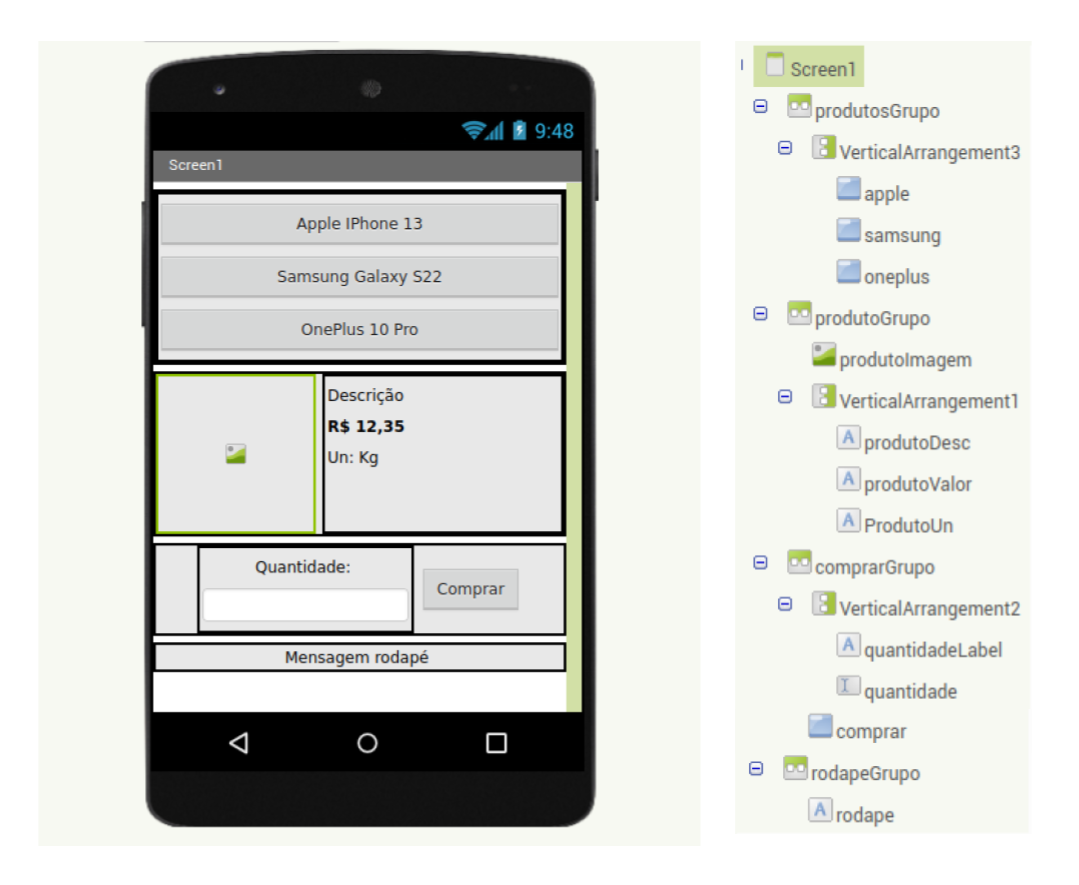 9:48
Screen1
Apple IPhone 13
Samsung Galaxy S22
OnePlus 10 Pro
Descrição
R$ 12,35
Un: Kg
Quantidade:
Comprar
Mensagem rodapé
Screen1
produtosGrupo
VerticalArrangement3
apple
samsung
oneplus
produtoGrupo
produtoImagem
VerticalArrangement1
A produtoDesc
A produtoValor
A ProdutoUn
comprarGrupo
VerticalArrangement2
A quantidadeLabel
quantidade
comprar
rodapeGrupo
A rodape